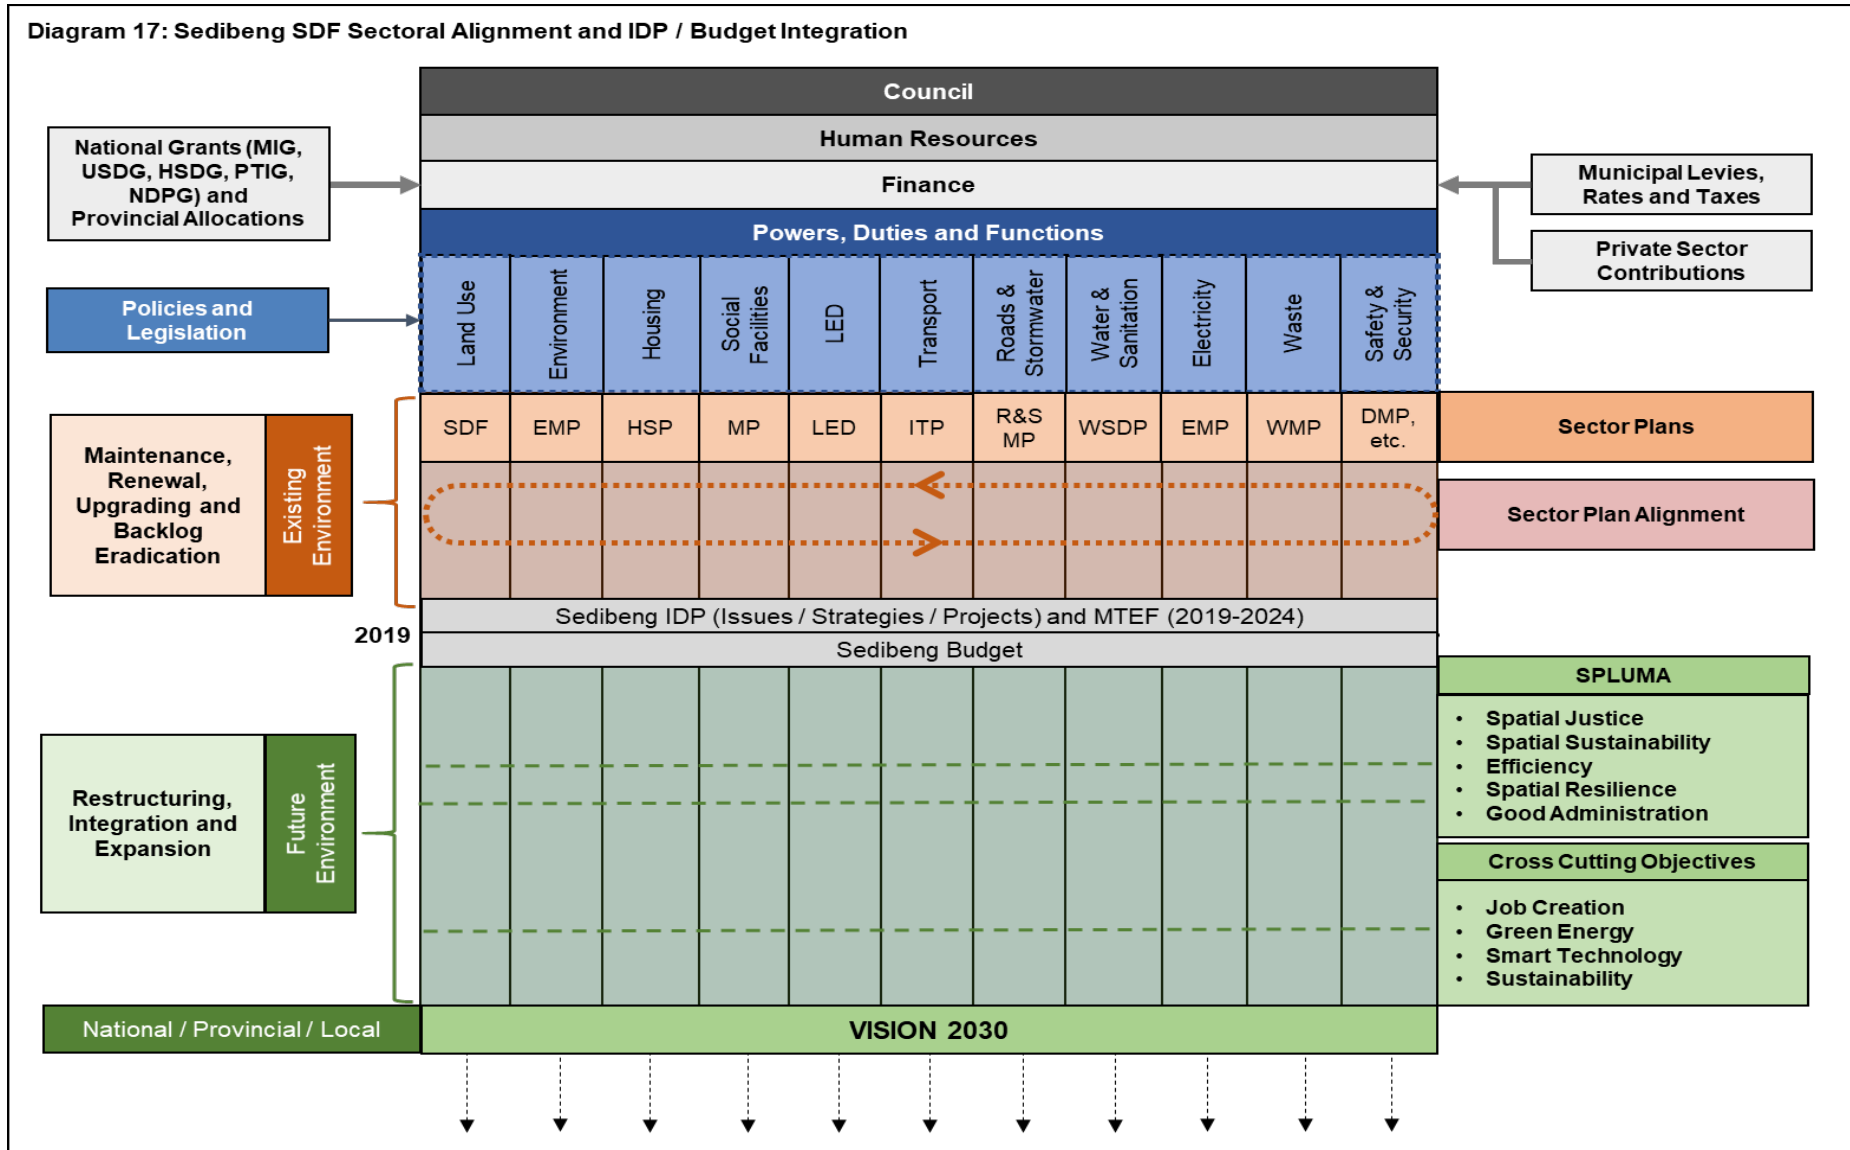 Diagram 17: Sedibeng SDF Sectoral Alignment and IDP / Budget Integration
Council
Human Resources
Finance
Powers, Duties and Functions
National Grants (MIG,
USDG, HSDG, PTIG,
NDPG) and
Provincial Allocations
Municipal Levies,
Rates and Taxes
Private Sector
Contributions
Policies and
Legislation
Land Use
Environment
Housing
Social
Facilities
LED
Transport
Roads &
Stormwater
Water &
Sanitation
Electricity
Waste
Safety &
Security
SDF
EMP
HSP
MP
LED
ITP
R&S
MP
WSDP
EMP
WMP
DMP,
etc.
Sector Plans
Maintenance,
Renewal,
Upgrading and
Backlog
Eradication
Existing
Environment
Sector Plan Alignment
Sedibeng IDP (Issues / Strategies / Projects) and MTEF (2019-2024)
2019
Sedibeng Budget
SPLUMA
• Spatial Justice
• Spatial Sustainability
• Efficiency
• Spatial Resilience
• Good Administration
Restructuring,
Integration and
Expansion
Future
Environment
Cross Cutting Objectives
• Job Creation
• Green Energy
• Smart Technology
• Sustainability
National / Provincial / Local
VISION 2030